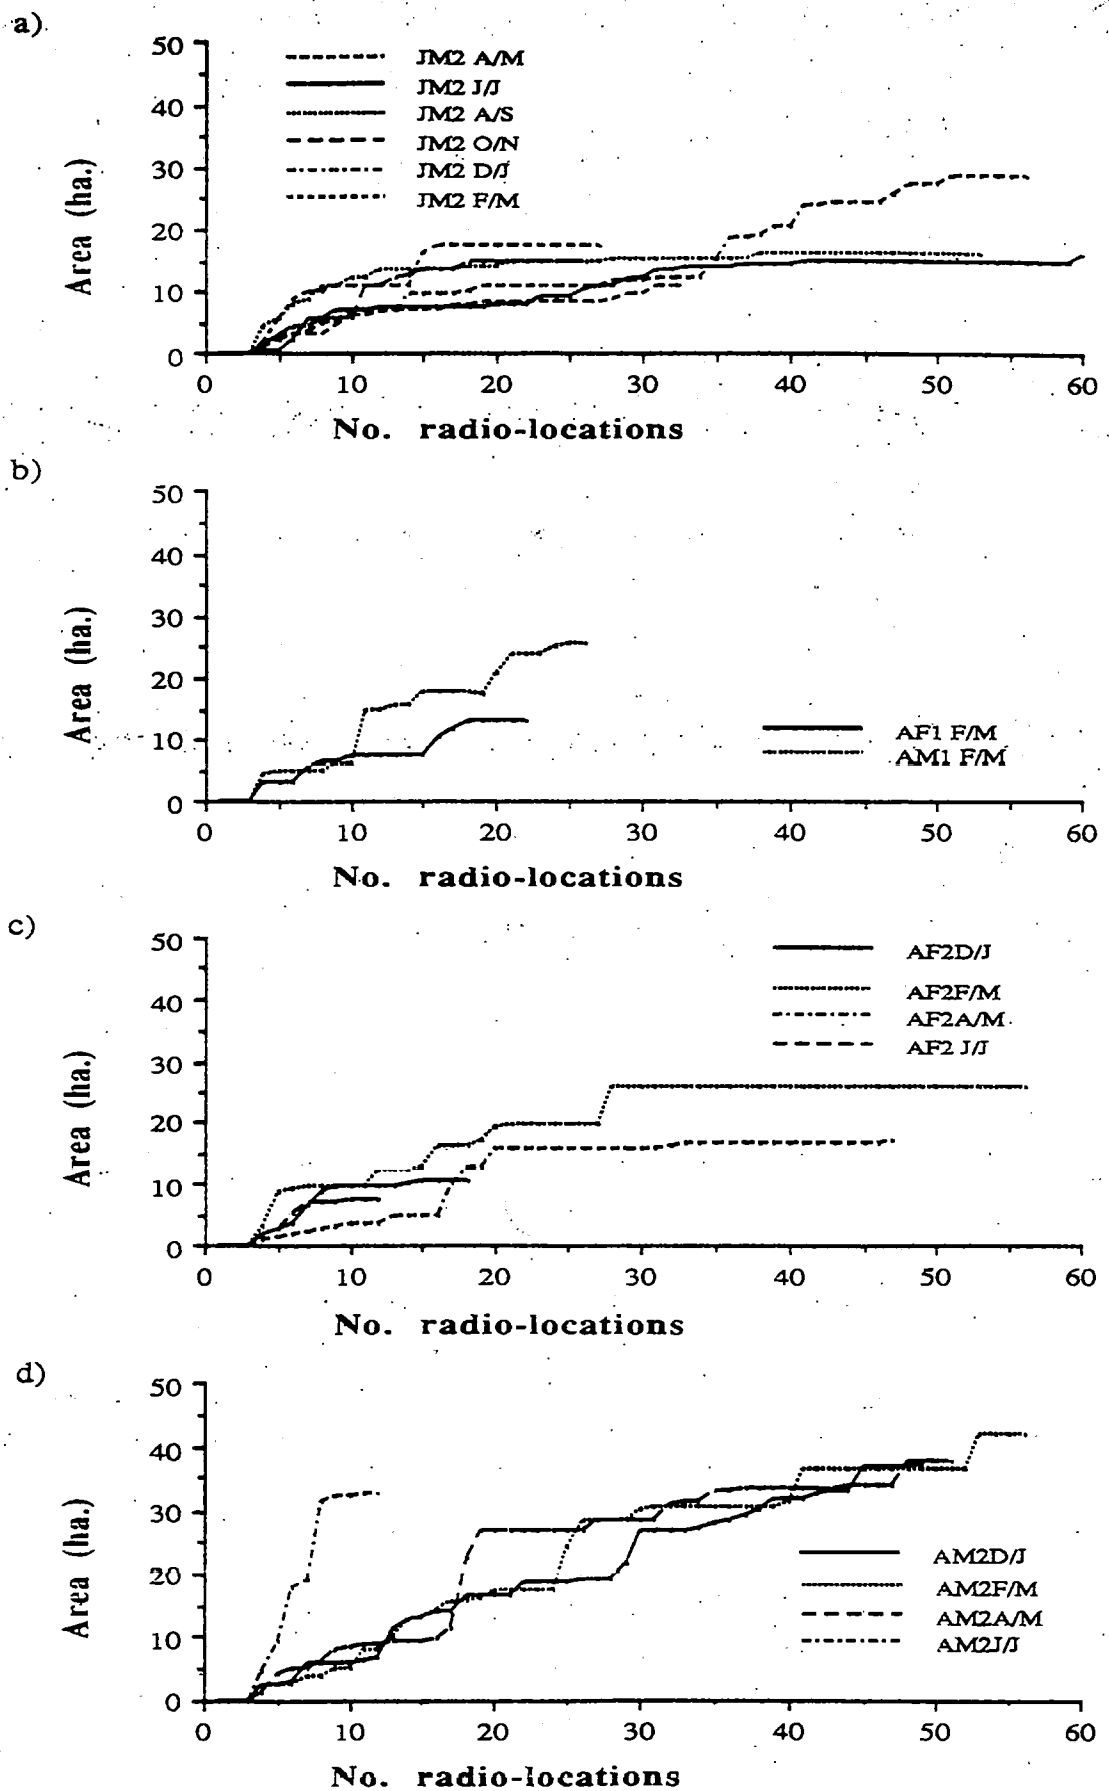 a)
50
40
30
20
10
0
Area (ha.)
JM2 A/M
JM2 J/J
JM2 A/S
JM2 O/N
JM2 D/J
JM2 F/M
0 10 20 30 40 50 60
No. radio-locations
b)
50
40
30
20
10
0
Area (ha.)
AF1 F/M
AM1 F/M
0 10 20 30 40 50 60
No. radio-locations
c)
50
40
30
20
10
0
Area (ha.)
AF2D/J
AF2F/M
AF2A/M
AF2 J/J
0 10 20 30 40 50 60
No. radio-locations
d)
50
40
30
20
10
0
Area (ha.)
AM2D/J
AM2F/M
AM2A/M
AM2J/J
0 10 20 30 40 50 60
No. radio-locations